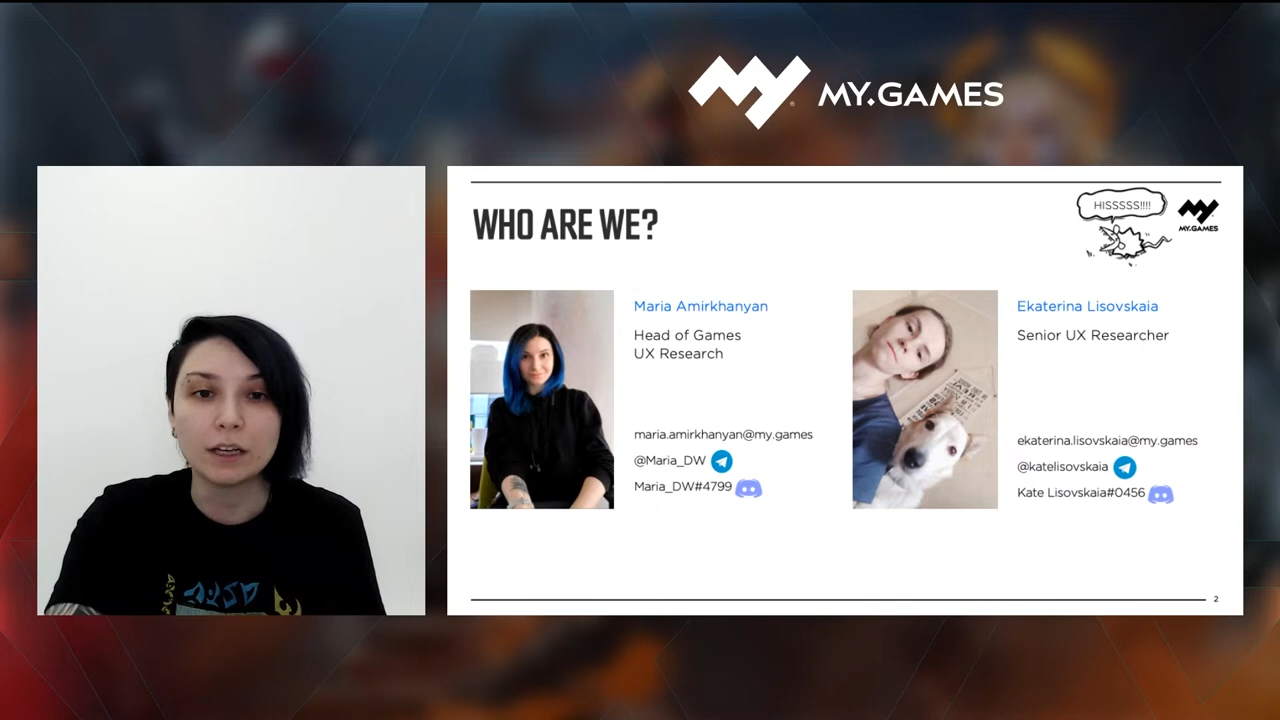 MY.GAMES
WHO ARE WE?
HISSSSS!!!!
MY.GAMES
Maria Amirkhanyan
Head of Games
UX Research
maria.amirkhanyan@my.games
@Maria_DW
Maria_DW#4799
Ekaterina Lisovskaia
Senior UX Researcher
ekaterina.lisovskaia@my.games
@katelisovskaia
Kate Lisovskaia#0456
2